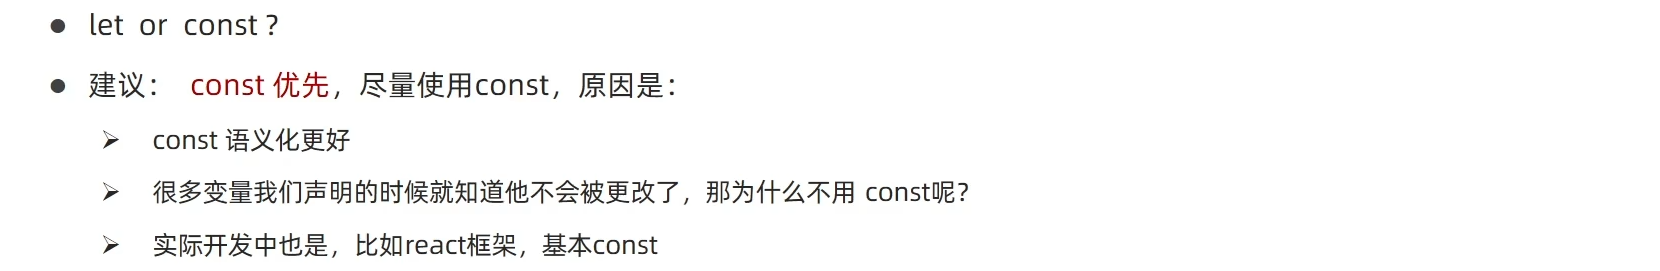 let or const ?
建议： const 优先，尽量使用const，原因是：
const 语义化更好
很多变量我们声明的时候就知道他不会被更改了，那为什么不用 const呢？
实际开发中也是，比如react框架，基本const